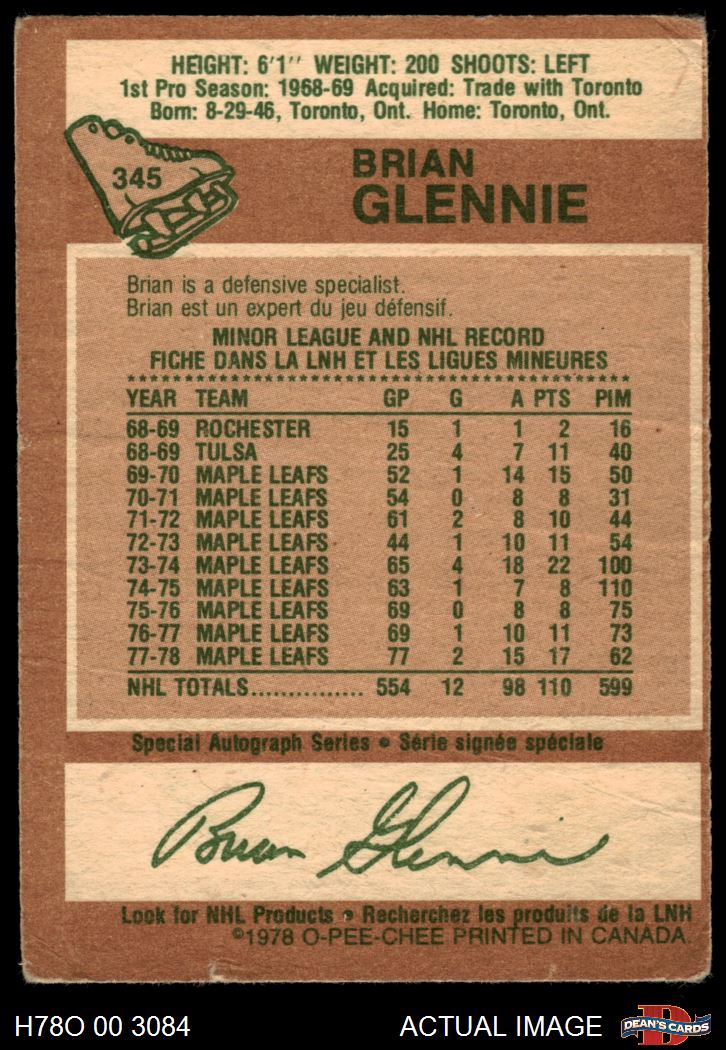 HEIGHT: 6'1" WEIGHT: 200 SHOOTS: LEFT
1st Pro Season: 1968-69 Acquired: Trade with Toronto
Born: 8-29-46, Toronto, Ont. Home: Toronto, Ont.
345
BRIAN
GLENNIE
Brian is a defensive specialist.
Brian est un expert du jeu défensif.
MINOR LEAGUE AND NHL RECORD
FICHE DANS LA LNH ET LES LIGUES MINEURES
YEAR TEAM GP G A PTS PIM
68-69 ROCHESTER 15 1 1 2 16
68-69 TULSA 25 4 7 11 40
69-70 MAPLE LEAFS 52 1 14 15 50
70-71 MAPLE LEAFS 54 0 8 8 31
71-72 MAPLE LEAFS 61 2 8 10 44
72-73 MAPLE LEAFS 44 1 10 11 54
73-74 MAPLE LEAFS 65 4 18 22 100
74-75 MAPLE LEAFS 63 1 7 8 110
75-76 MAPLE LEAFS 69 0 8 8 75
76-77 MAPLE LEAFS 69 1 10 11 73
77-78 MAPLE LEAFS 77 2 15 17 62
NHL TOTALS............... 554 12 98 110 599
Special Autograph Series • Série signée spéciale
Brian Glennie
Look for NHL Products • Recherchez les produits de la LNH
©1978 O-PEE-CHEE PRINTED IN CANADA.
H78O 00 3084 ACTUAL IMAGE
D
DEAN'S CARDS